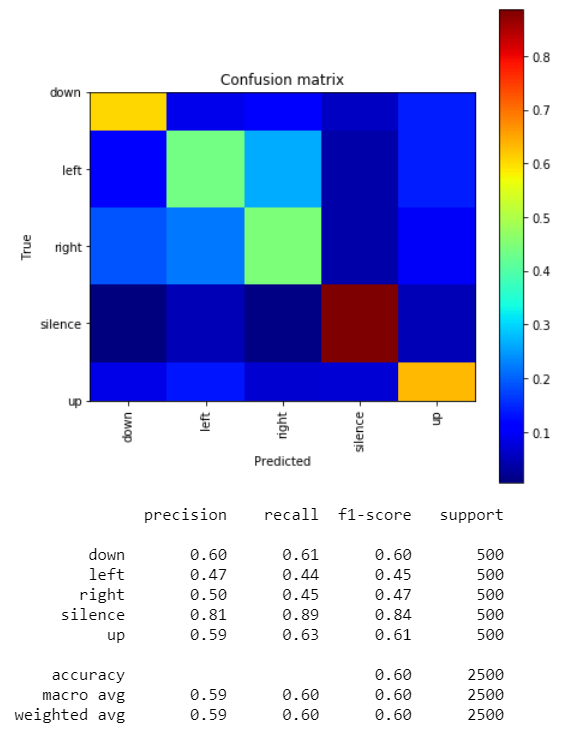 Confusion matrix
down
left
right
silence
up
True
down
left
right
silence
up
Predicted
0.8
0.7
0.6
0.5
0.4
0.3
0.2
0.1
precision recall f1-score support
down 0.60 0.61 0.60 500
left 0.47 0.44 0.45 500
right 0.50 0.45 0.47 500
silence 0.81 0.89 0.84 500
up 0.59 0.63 0.61 500
accuracy 0.60 2500
macro avg 0.59 0.60 0.60 2500
weighted avg 0.59 0.60 0.60 2500